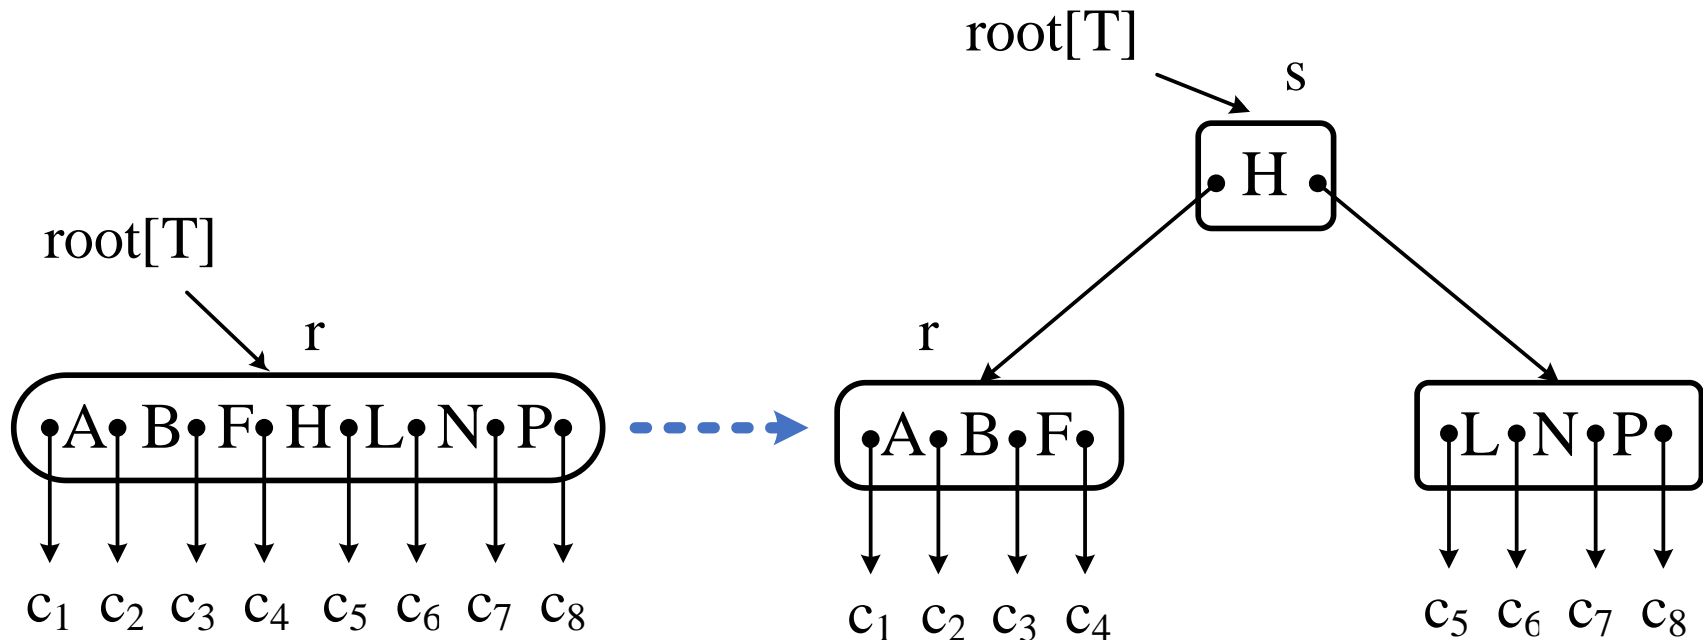 root[T]
r
A B F H L N P
c₁ c₂ c₃ c₄ c₅ c₆ c₇ c₈
root[T]
s
H
r
A B F
c₁ c₂ c₃ c₄
L N P
c₅ c₆ c₇ c₈